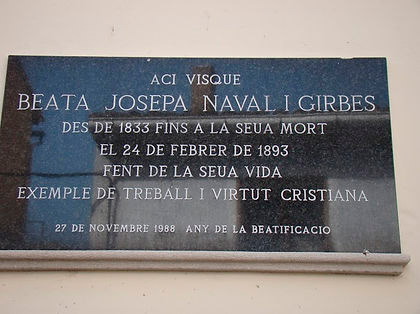 ACI VISQUE
BEATA JOSEPA NAVAL I GIRBES
DES DE 1833 FINS A LA SEUA MORT
EL 24 DE FEBRER DE 1893
FENT DE LA SEUA VIDA
EXEMPLE DE TREBALL I VIRTUT CRISTIANA
27 DE NOVEMBRE 1988 ANY DE LA BEATIFICACIO